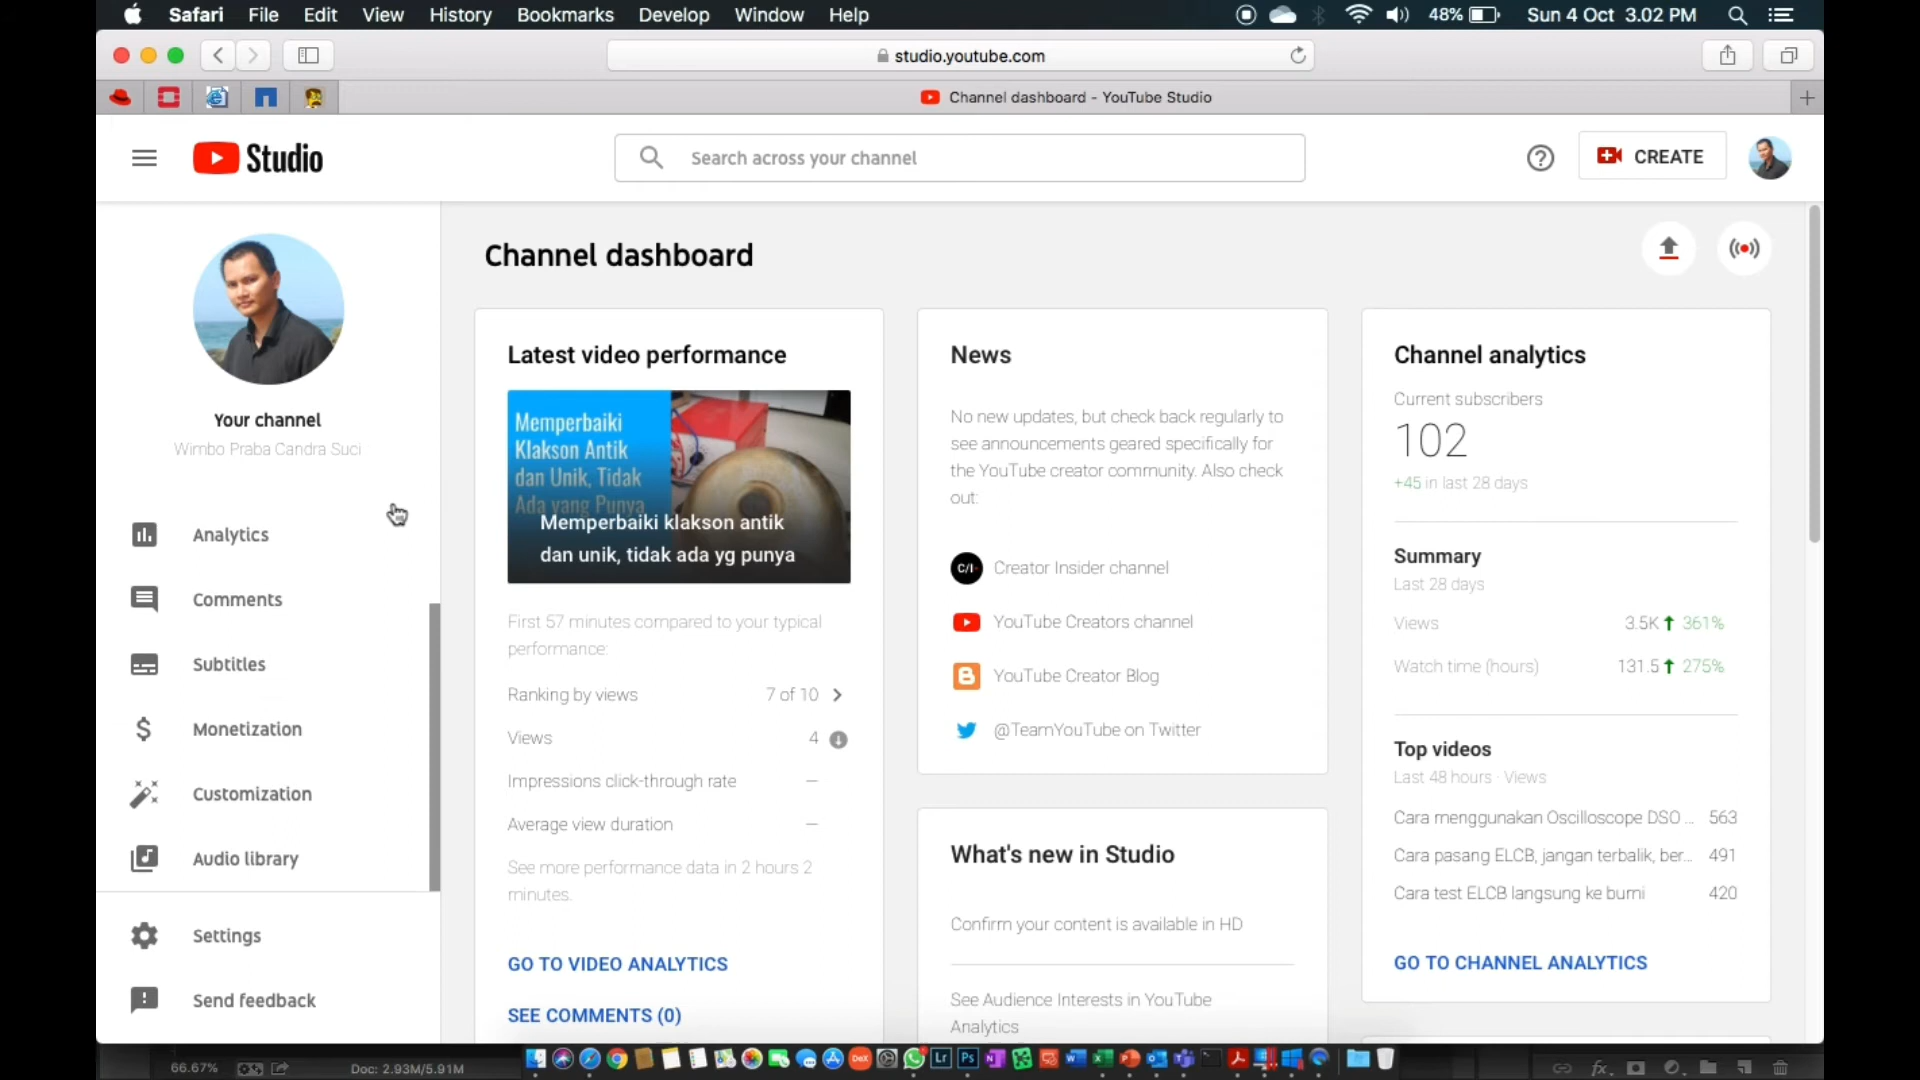 Safari File Edit View History Bookmarks Develop Window Help 48% Sun 4 Oct 3.02 PM
studio.youtube.com
Channel dashboard - YouTube Studio
Studio
Search across your channel
CREATE
Channel dashboard
Your channel
Wimbo Praba Candra Suci
Analytics
Comments
Subtitles
Monetization
Customization
Audio library
Settings
Send feedback
Latest video performance
Memperbaiki
Klakson Antik
dan Unik, Tidak
Ada yang Punya
Memperbaiki klakson antik
dan unik, tidak ada yg punya
First 57 minutes compared to your typical
performance:
Ranking by views 7 of 10
Views 4
Impressions click-through rate —
Average view duration —
See more performance data in 2 hours 2
minutes.
GO TO VIDEO ANALYTICS
SEE COMMENTS (0)
News
No new updates, but check back regularly to
see announcements geared specifically for
the YouTube creator community. Also check
out:
C/I
Creator Insider channel
YouTube Creators channel
YouTube Creator Blog
@TeamYouTube on Twitter
What's new in Studio
Confirm your content is available in HD
See Audience Interests in YouTube
Analytics
Channel analytics
Current subscribers
102
+45 in last 28 days
Summary
Last 28 days
Views 3.5K 361%
Watch time (hours) 131.5 275%
Top videos
Last 48 hours · Views
Cara menggunakan Oscilloscope DSO ... 563
Cara pasang ELCB, jangan terbalik, ber... 491
Cara test ELCB langsung ke bumi 420
GO TO CHANNEL ANALYTICS
66.67% Doc: 2.93M/5.91M
DeX
Lr
Ps
fx